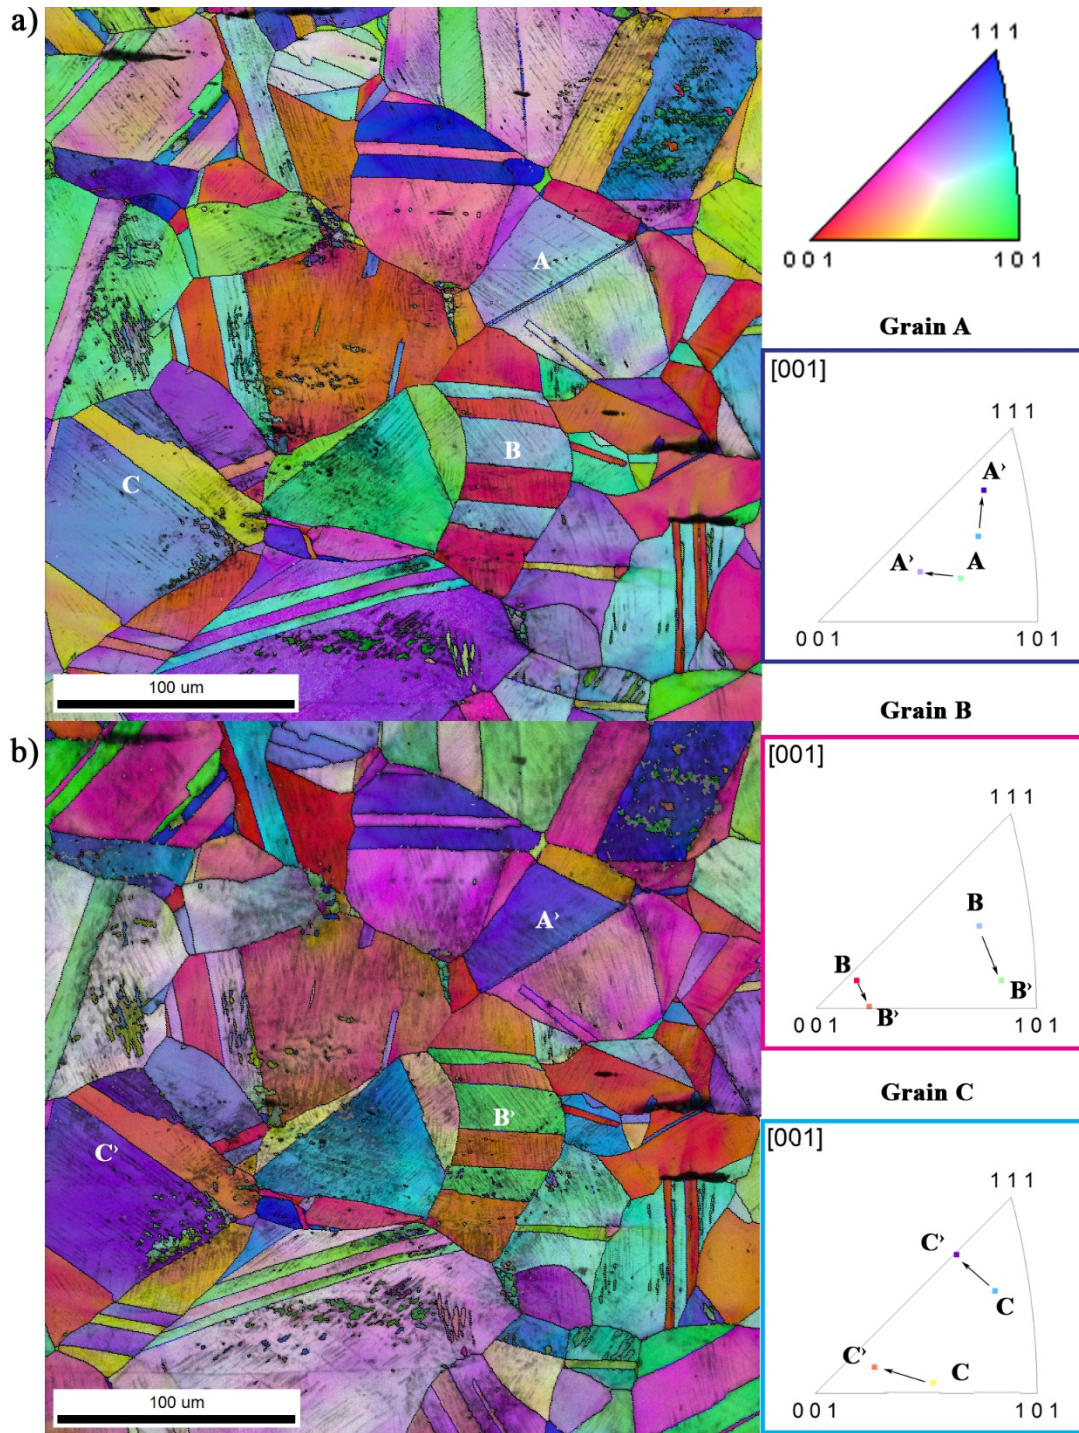 a)
A
B
C
100 um
1 1 1
0 0 1
1 0 1
Grain A
[001]
1 1 1
A’
A
A’
0 0 1
1 0 1
Grain B
b)
A’
B’
C’
100 um
[001]
1 1 1
B
B
B’
B’
0 0 1
1 0 1
Grain C
[001]
1 1 1
C’
C
C’
C
0 0 1
1 0 1